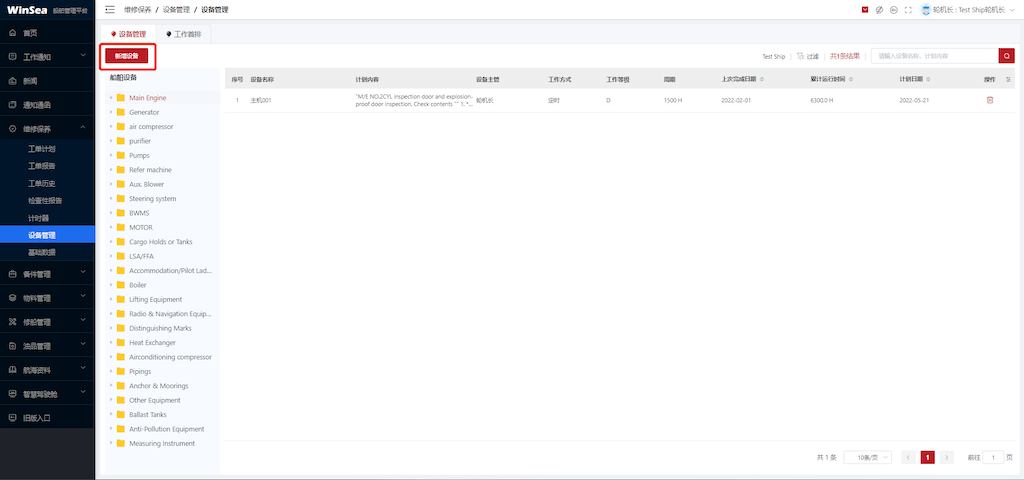 WinSea 船舶管理平台
维修保养 / 设备管理 / 设备管理
轮机长 : Test Ship轮机长
首页
工作通知
新闻
通知通函
维修保养
工单计划
工单报告
工单历史
检查性报告
计时器
设备管理
基础数据
备件管理
物料管理
修船管理
油品管理
航海资料
智慧驾驶舱
旧版入口
设备管理
工作首排
新增设备
Test Ship
过滤
共1条结果
请输入设备名称、计划内容
船舶设备
Main Engine
Generator
air compressor
purifier
Pumps
Refer machine
Aux. Blower
Steering system
BWMS
MOTOR
Cargo Holds or Tanks
LSA/FFA
Accommodation/Pilot Lad...
Boiler
Lifting Equipment
Radio & Navigation Equip...
Distinguishing Marks
Heat Exchanger
Airconditioning compressor
Pipings
Anchor & Moorings
Other Equipment
Ballast Tanks
Anti-Pollution Equipment
Measuring Instrument
序号 设备名称 计划内容 设备主管 工作方式 工作等级 周期 上次完成日期 累计运行时间 计划日期 操作
1 主机001 "M/E NO.2CYL inspection door and explosion-proof door inspection, Check contents "" 1. *... 轮机长 定时 D 1500 H 2022-02-01 6300.0 H 2022-05-21
共 1 条
10条/页
1
前往 1 页